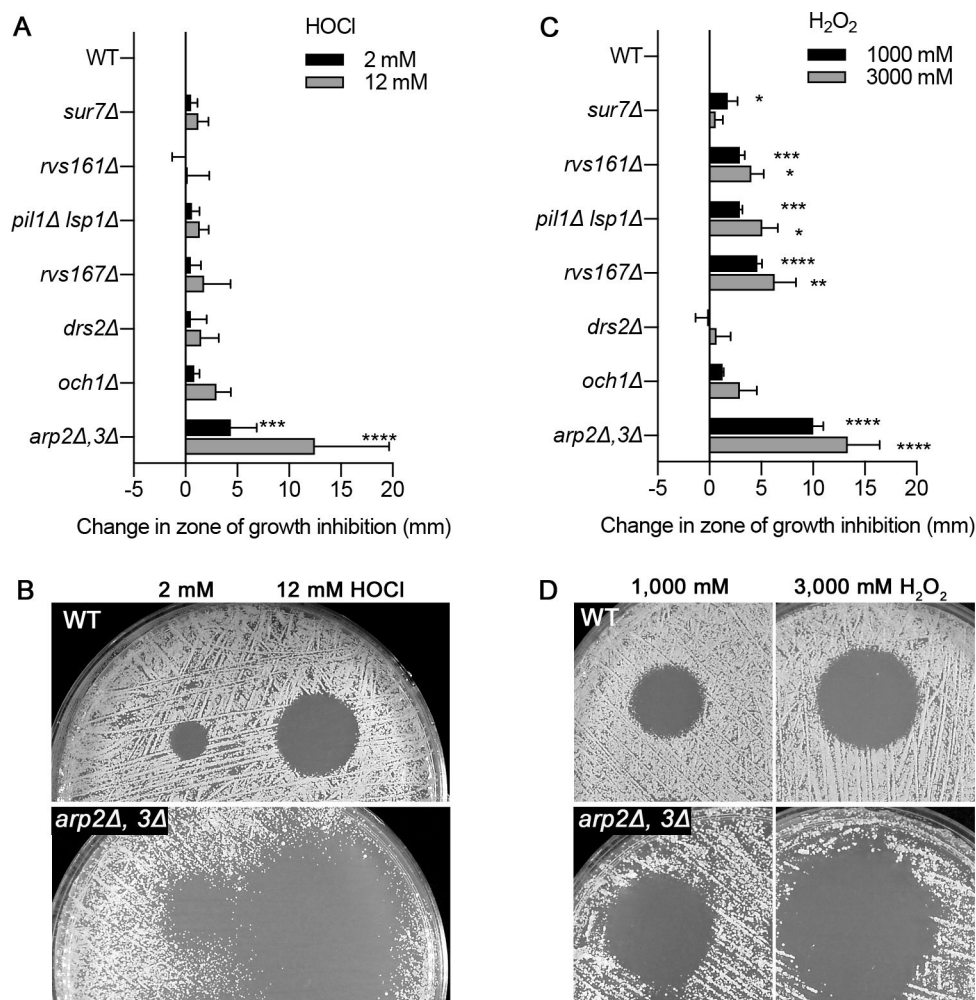 A
HOCl
2 mM
12 mM
WT
sur7Δ
rvs161Δ
pil1Δ lsp1Δ
rvs167Δ
drs2Δ
och1Δ
arp2Δ,3Δ
***
****
-5 0 5 10 15 20
Change in zone of growth inhibition (mm)
C
H₂O₂
1000 mM
3000 mM
WT
sur7Δ
*
rvs161Δ
***
*
pil1Δ lsp1Δ
***
*
rvs167Δ
****
**
drs2Δ
och1Δ
arp2Δ,3Δ
****
****
-5 0 5 10 15 20
Change in zone of growth inhibition (mm)
B 2 mM 12 mM HOCl
WT
arp2Δ, 3Δ
D 1,000 mM 3,000 mM H₂O₂
WT
arp2Δ, 3Δ